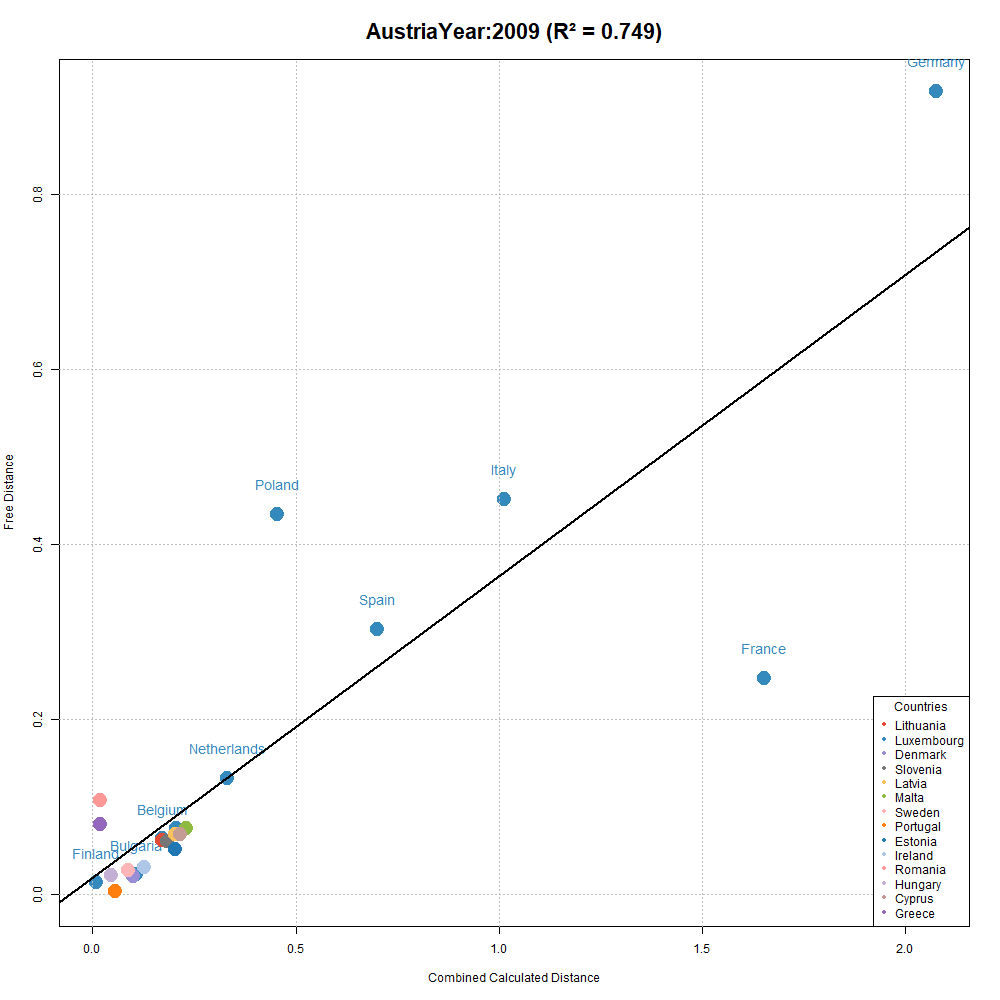 AustriaYear:2009 (R² = 0.749)
Germany
0.8
0.6
Italy
Poland
0.4
Free Distance
Spain
France
0.2
Netherlands
Belgium
Bulgaria
Finland
0.0
Countries
Lithuania
Luxembourg
Denmark
Slovenia
Latvia
Malta
Sweden
Portugal
Estonia
Ireland
Romania
Hungary
Cyprus
Greece
0.0 0.5 1.0 1.5 2.0
Combined Calculated Distance